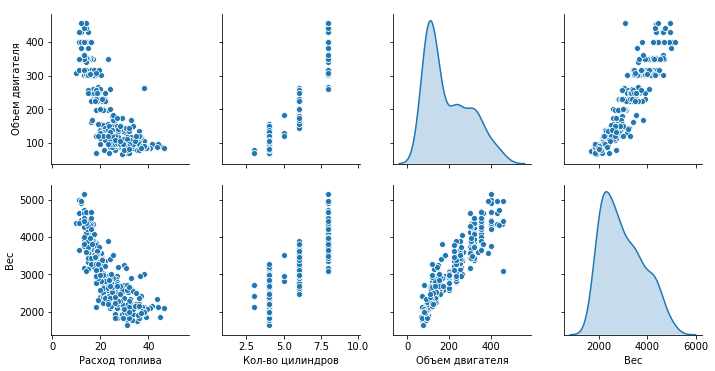 Объем двигателя
400
300
200
100
Вес
5000
4000
3000
2000
0 20 40
2.5 5.0 7.5 10.0
0 200 400
2000 4000 6000
Расход топлива
Кол-во цилиндров
Объем двигателя
Вес